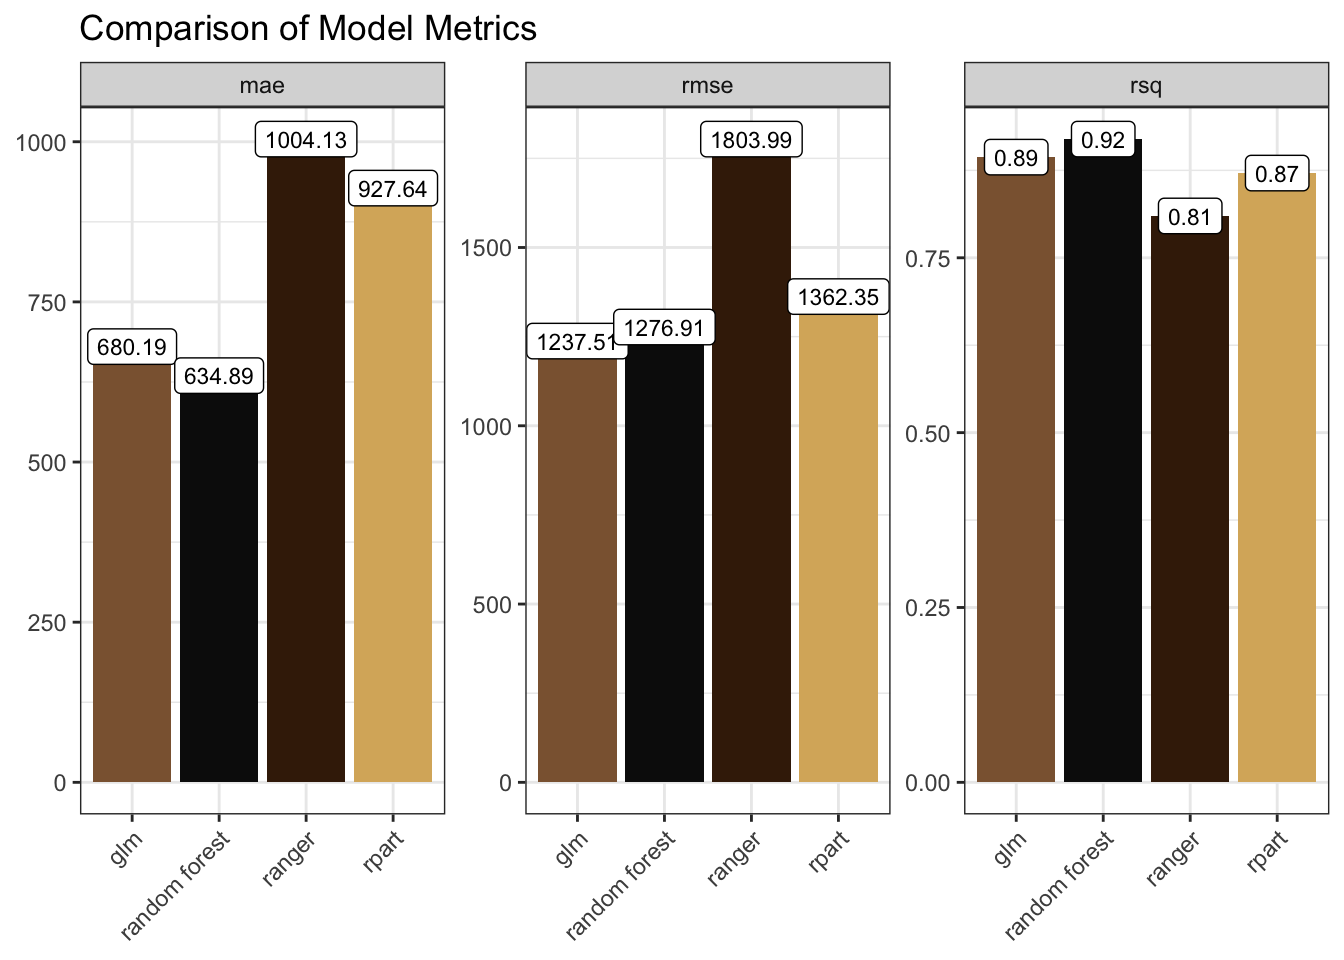 Comparison of Model Metrics
mae
1000
750
500
250
0
1004.13
927.64
680.19
634.89
glm
random forest
ranger
rpart
rmse
1500
1000
500
0
1803.99
1362.35
1276.91
1237.51
glm
random forest
ranger
rpart
rsq
0.75
0.50
0.25
0.00
0.89
0.92
0.81
0.87
glm
random forest
ranger
rpart